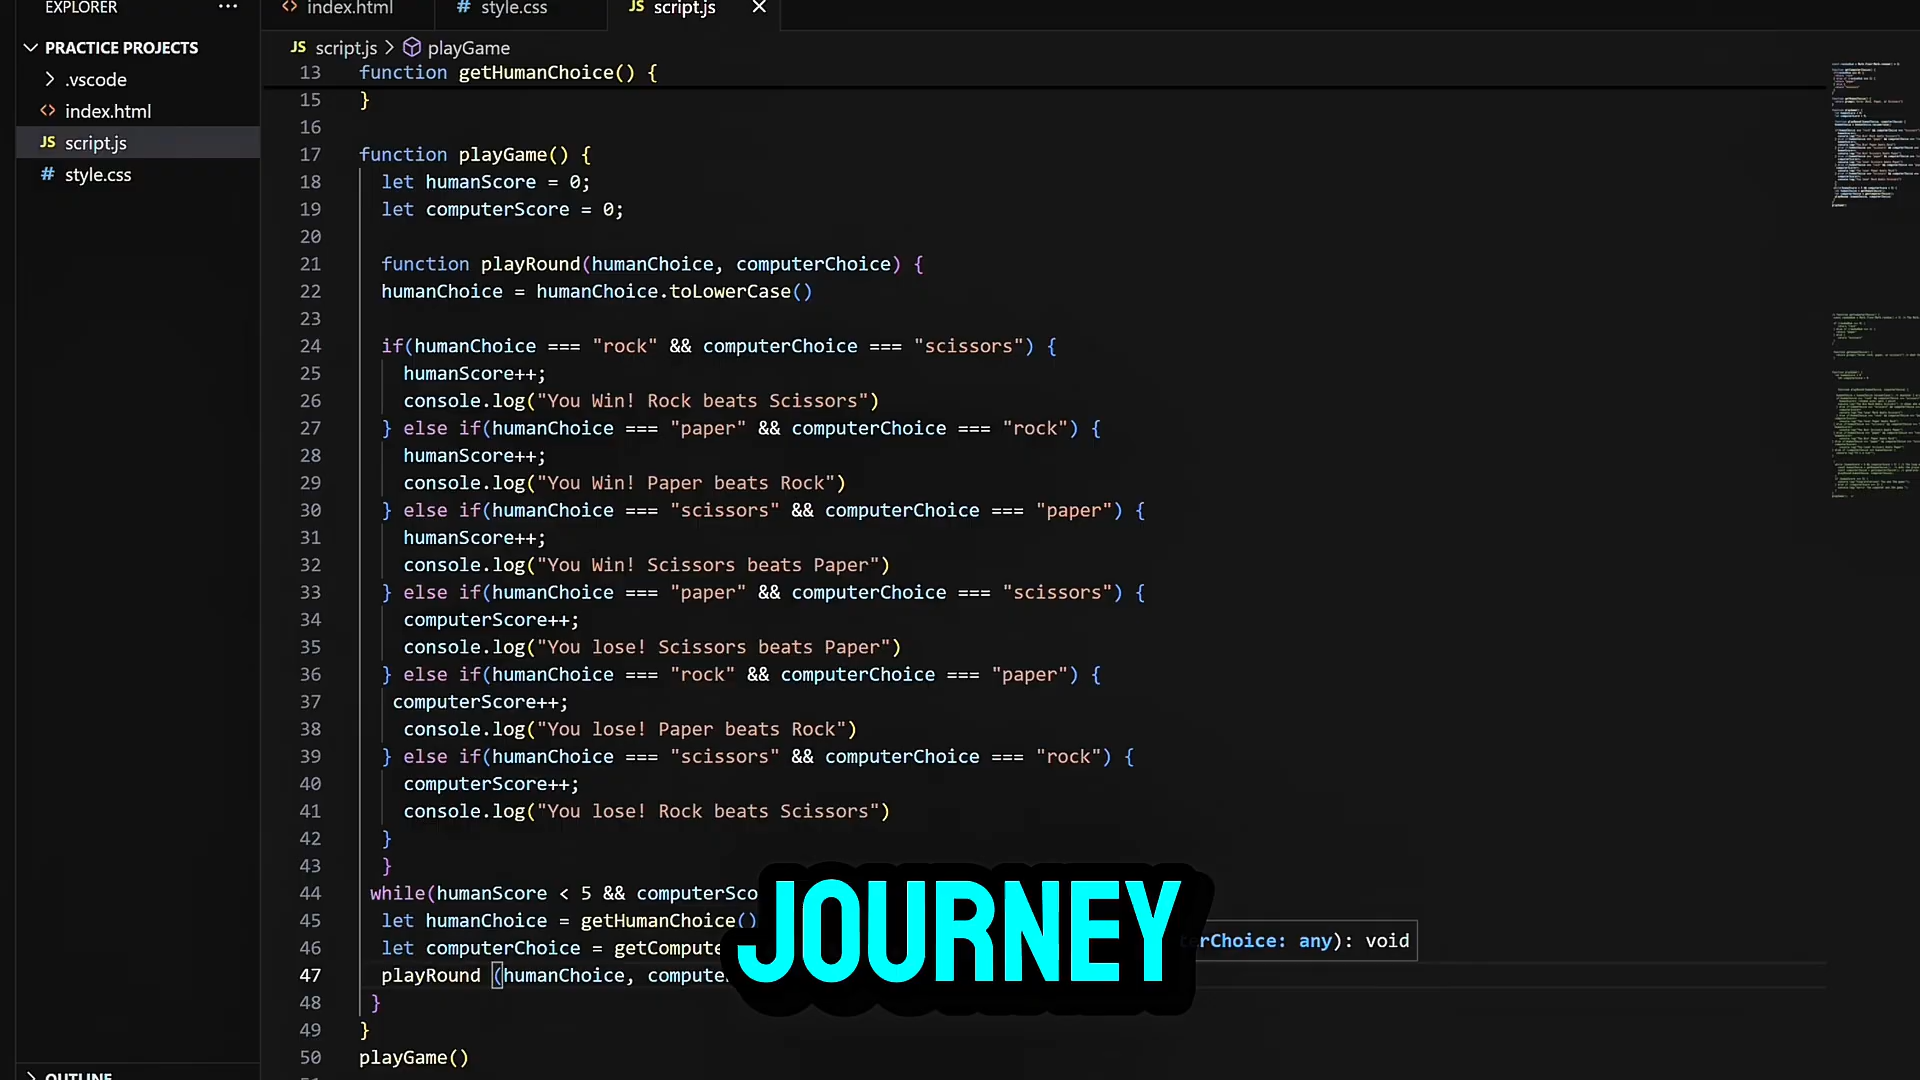 EXPLORER ...
index.html
# style.css
JS script.js
PRACTICE PROJECTS
.vscode
index.html
JS script.js
# style.css
OUTLINE
JS script.js > playGame
13 function getHumanChoice() {
15 }
16
17 function playGame() {
18 let humanScore = 0;
19 let computerScore = 0;
20
21 function playRound(humanChoice, computerChoice) {
22 humanChoice = humanChoice.toLowerCase()
23
24 if(humanChoice === "rock" && computerChoice === "scissors") {
25 humanScore++;
26 console.log("You Win! Rock beats Scissors")
27 } else if(humanChoice === "paper" && computerChoice === "rock") {
28 humanScore++;
29 console.log("You Win! Paper beats Rock")
30 } else if(humanChoice === "scissors" && computerChoice === "paper") {
31 humanScore++;
32 console.log("You Win! Scissors beats Paper")
33 } else if(humanChoice === "paper" && computerChoice === "scissors") {
34 computerScore++;
35 console.log("You lose! Scissors beats Paper")
36 } else if(humanChoice === "rock" && computerChoice === "paper") {
37 computerScore++;
38 console.log("You lose! Paper beats Rock")
39 } else if(humanChoice === "scissors" && computerChoice === "rock") {
40 computerScore++;
41 console.log("You lose! Rock beats Scissors")
42 }
43 }
44 while(humanScore < 5 && computerSco
45 let humanChoice = getHumanChoice()
46 let computerChoice = getCompute
47 playRound (humanChoice, compute
48 }
49 }
50 playGame()
erChoice: any): void
JOURNEY